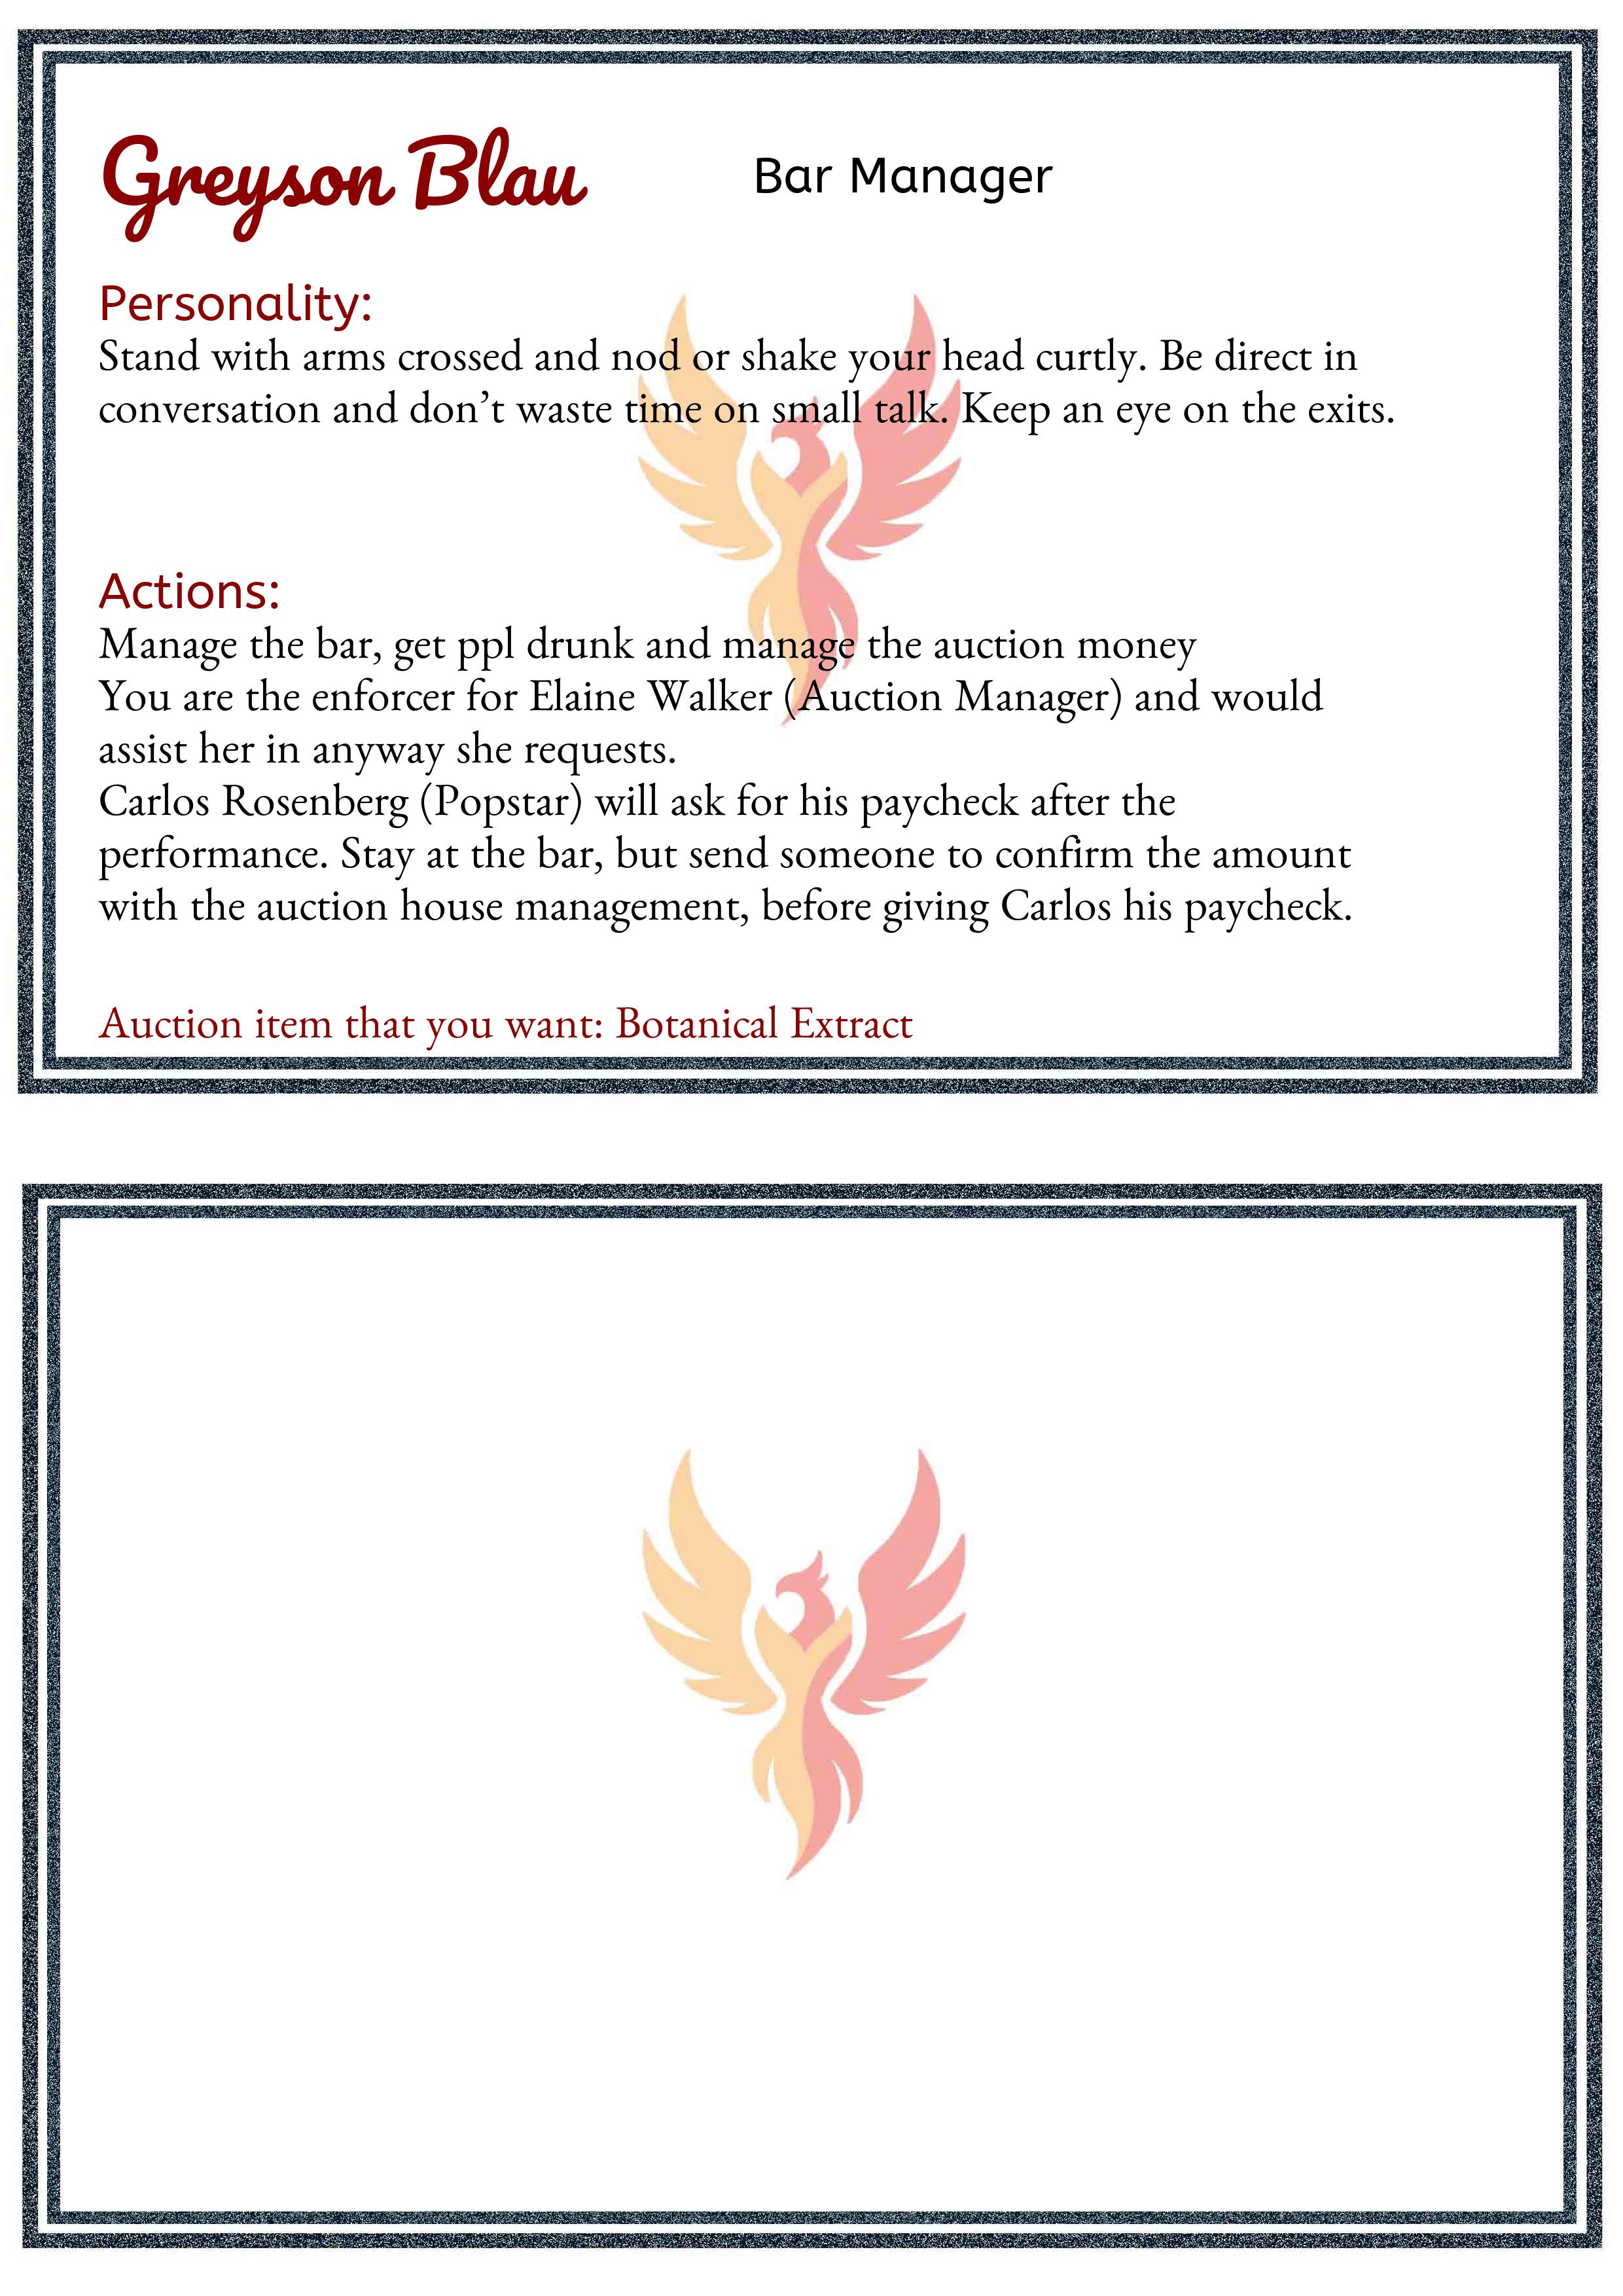 Greyson Blau
Bar Manager
Personality:
Stand with arms crossed and nod or shake your head curtly. Be direct in
conversation and don’t waste time on small talk. Keep an eye on the exits.
Actions:
Manage the bar, get ppl drunk and manage the auction money
You are the enforcer for Elaine Walker (Auction Manager) and would
assist her in anyway she requests.
Carlos Rosenberg (Popstar) will ask for his paycheck after the
performance. Stay at the bar, but send someone to confirm the amount
with the auction house management, before giving Carlos his paycheck.
Auction item that you want: Botanical Extract